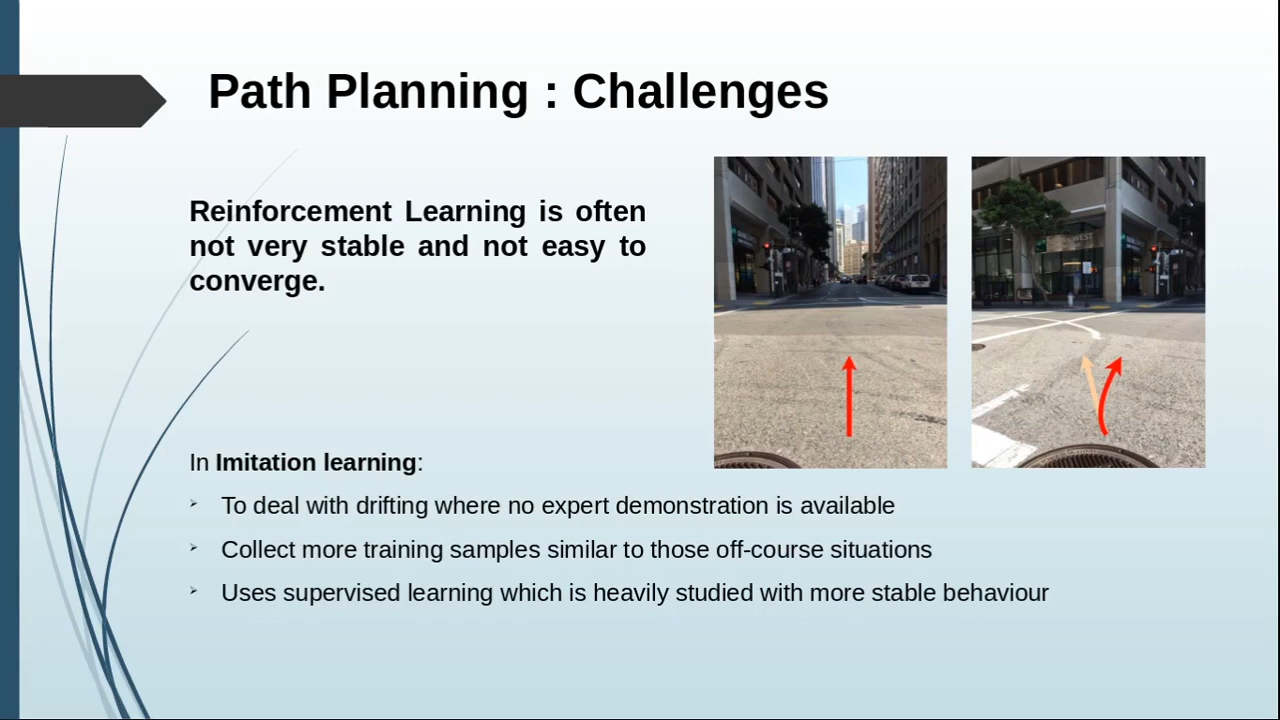 Path Planning : Challenges
Reinforcement Learning is often
not very stable and not easy to
converge.
In Imitation learning:
➢ To deal with drifting where no expert demonstration is available
➢ Collect more training samples similar to those off-course situations
➢ Uses supervised learning which is heavily studied with more stable behaviour